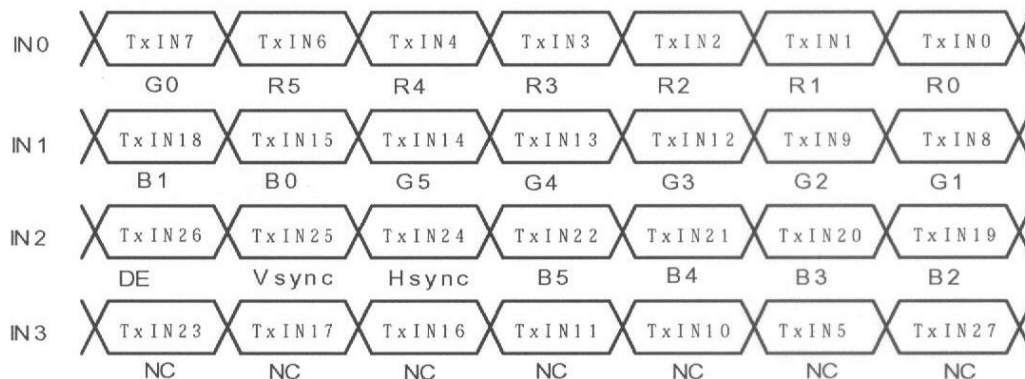 IN0 TxIN7 TxIN6 TxIN4 TxIN3 TxIN2 TxIN1 TxIN0
G0 R5 R4 R3 R2 R1 R0
IN1 TxIN18 TxIN15 TxIN14 TxIN13 TxIN12 TxIN9 TxIN8
B1 B0 G5 G4 G3 G2 G1
IN2 TxIN26 TxIN25 TxIN24 TxIN22 TxIN21 TxIN20 TxIN19
DE Vsync Hsync B5 B4 B3 B2
IN3 TxIN23 TxIN17 TxIN16 TxIN11 TxIN10 TxIN5 TxIN27
NC NC NC NC NC NC NC